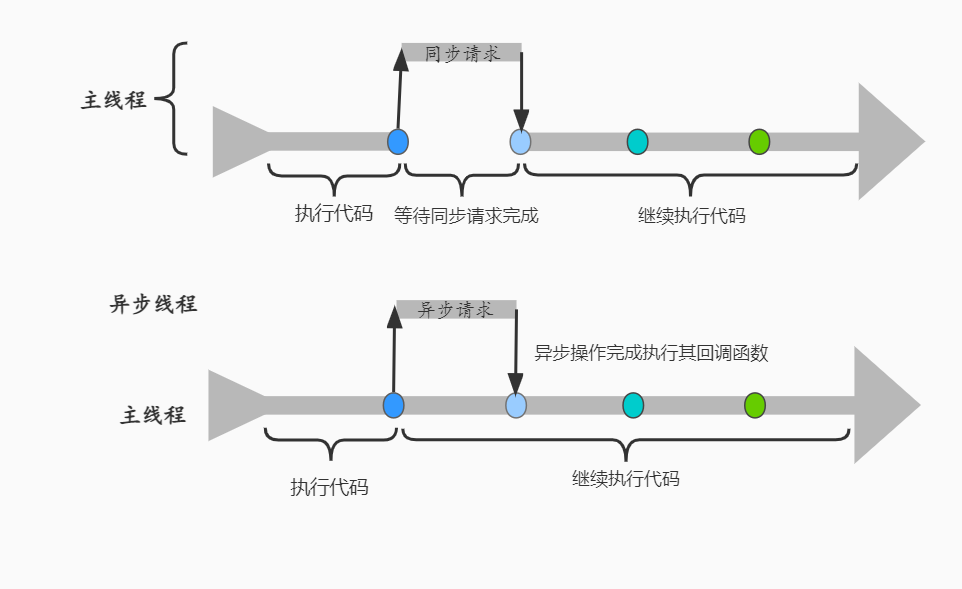 同步请求
主线程
执行代码
等待同步请求完成
继续执行代码
异步线程
异步请求
异步操作完成执行其回调函数
主线程
执行代码
继续执行代码